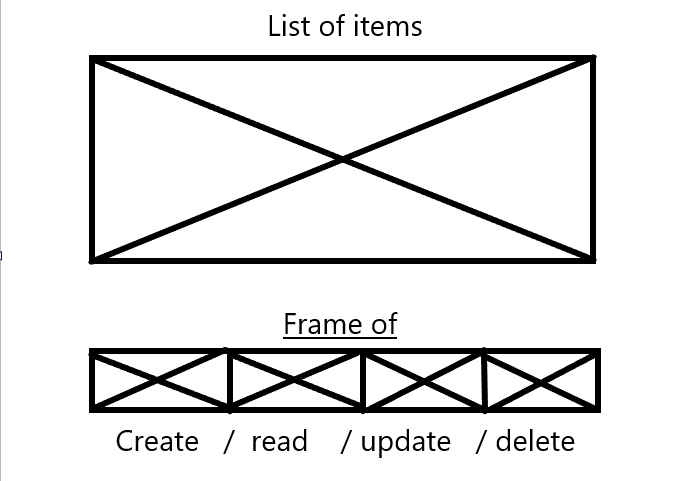 List of items
Frame of
Create / read / update / delete